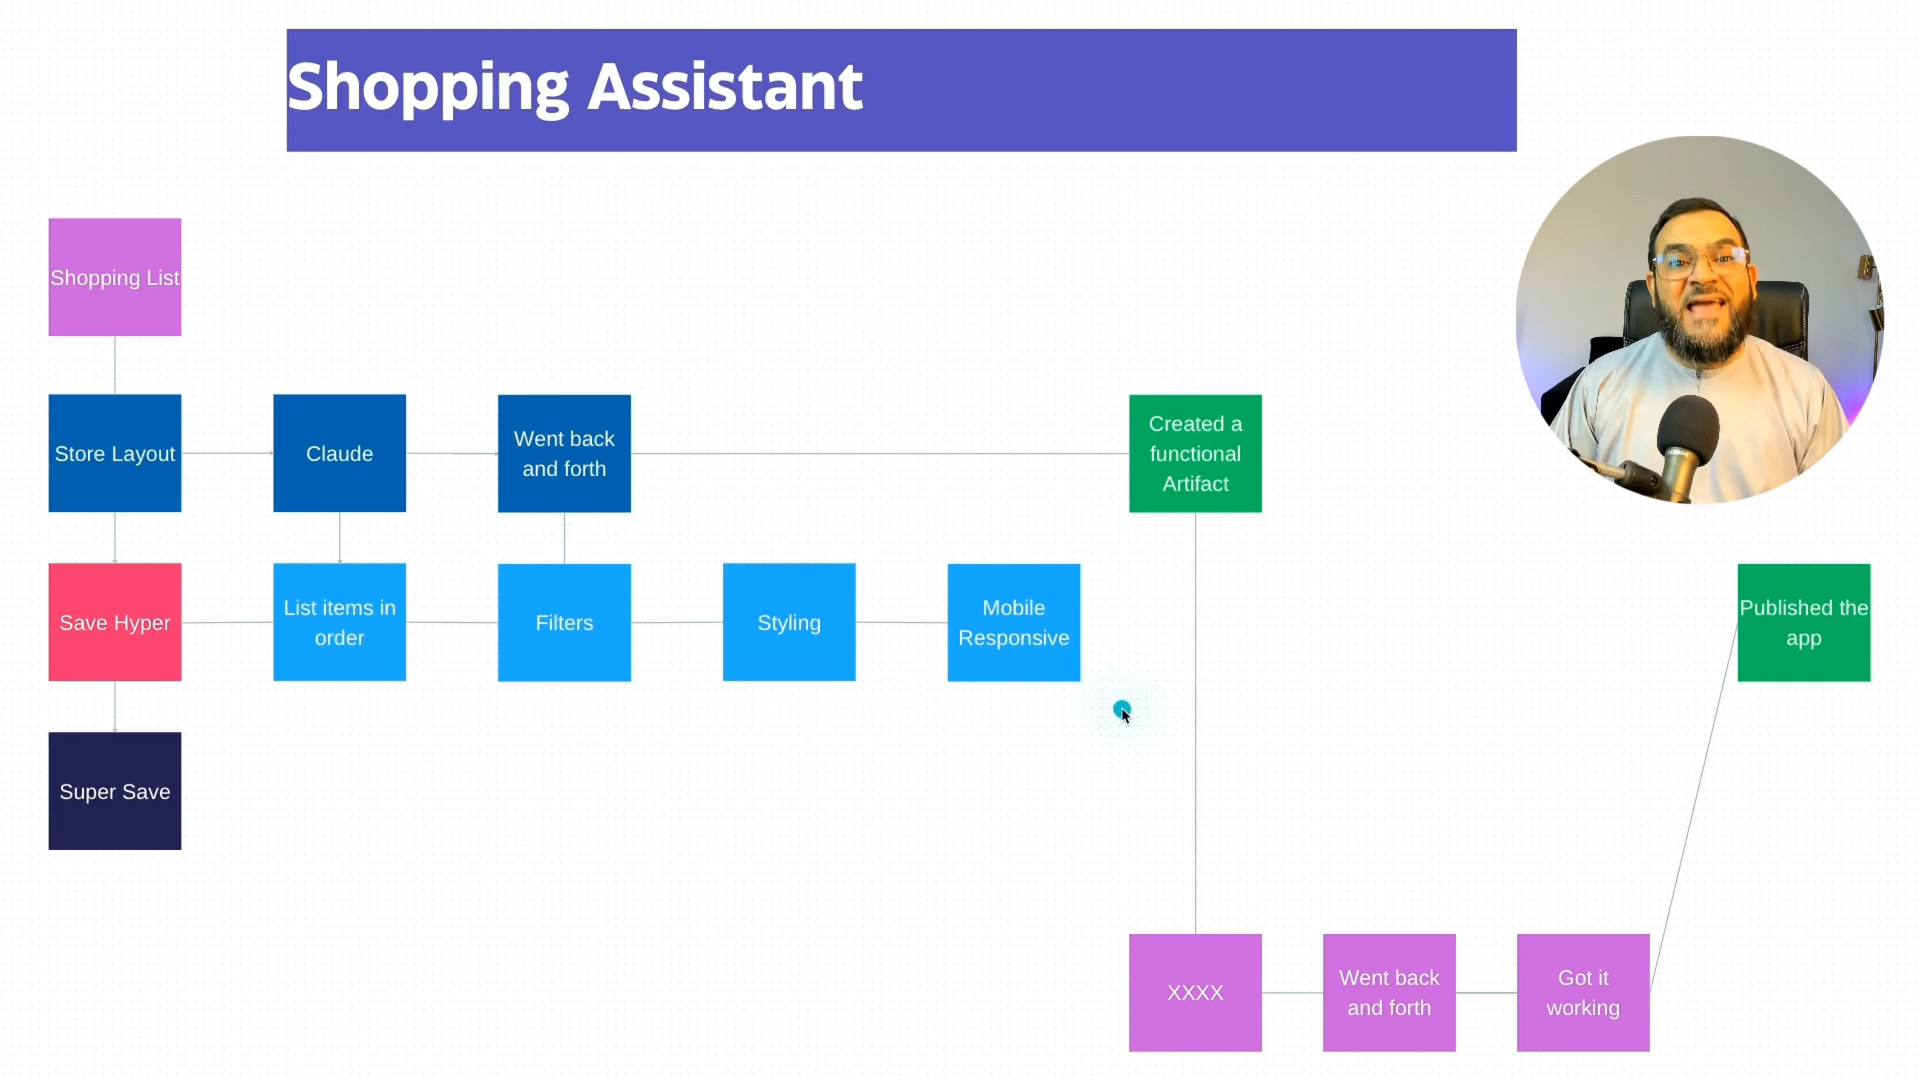 Shopping Assistant
Shopping List
Store Layout
Claude
Went back
and forth
Created a
functional
Artifact
Save Hyper
List items in
order
Filters
Styling
Mobile
Responsive
Published the
app
Super Save
XXXX
Went back
and forth
Got it
working